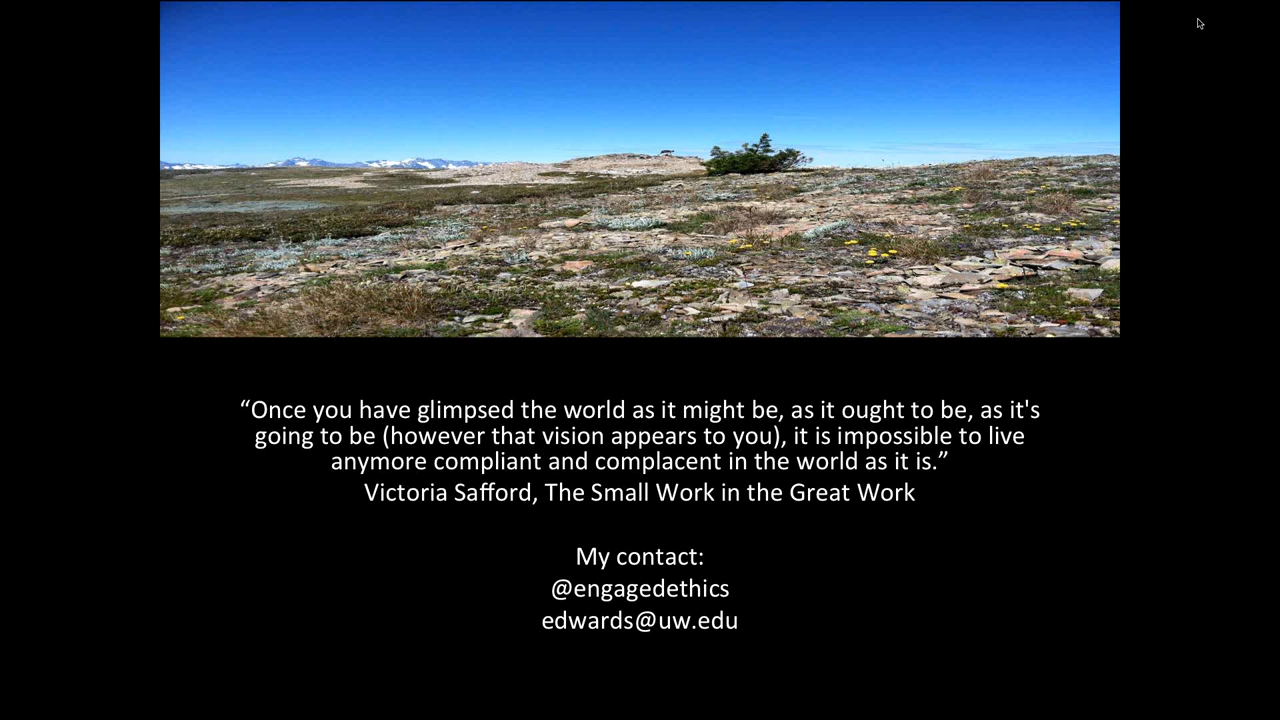 “Once you have glimpsed the world as it might be, as it ought to be, as it's
going to be (however that vision appears to you), it is impossible to live
anymore compliant and complacent in the world as it is.”
Victoria Safford, The Small Work in the Great Work
My contact:
@engagedethics
edwards@uw.edu